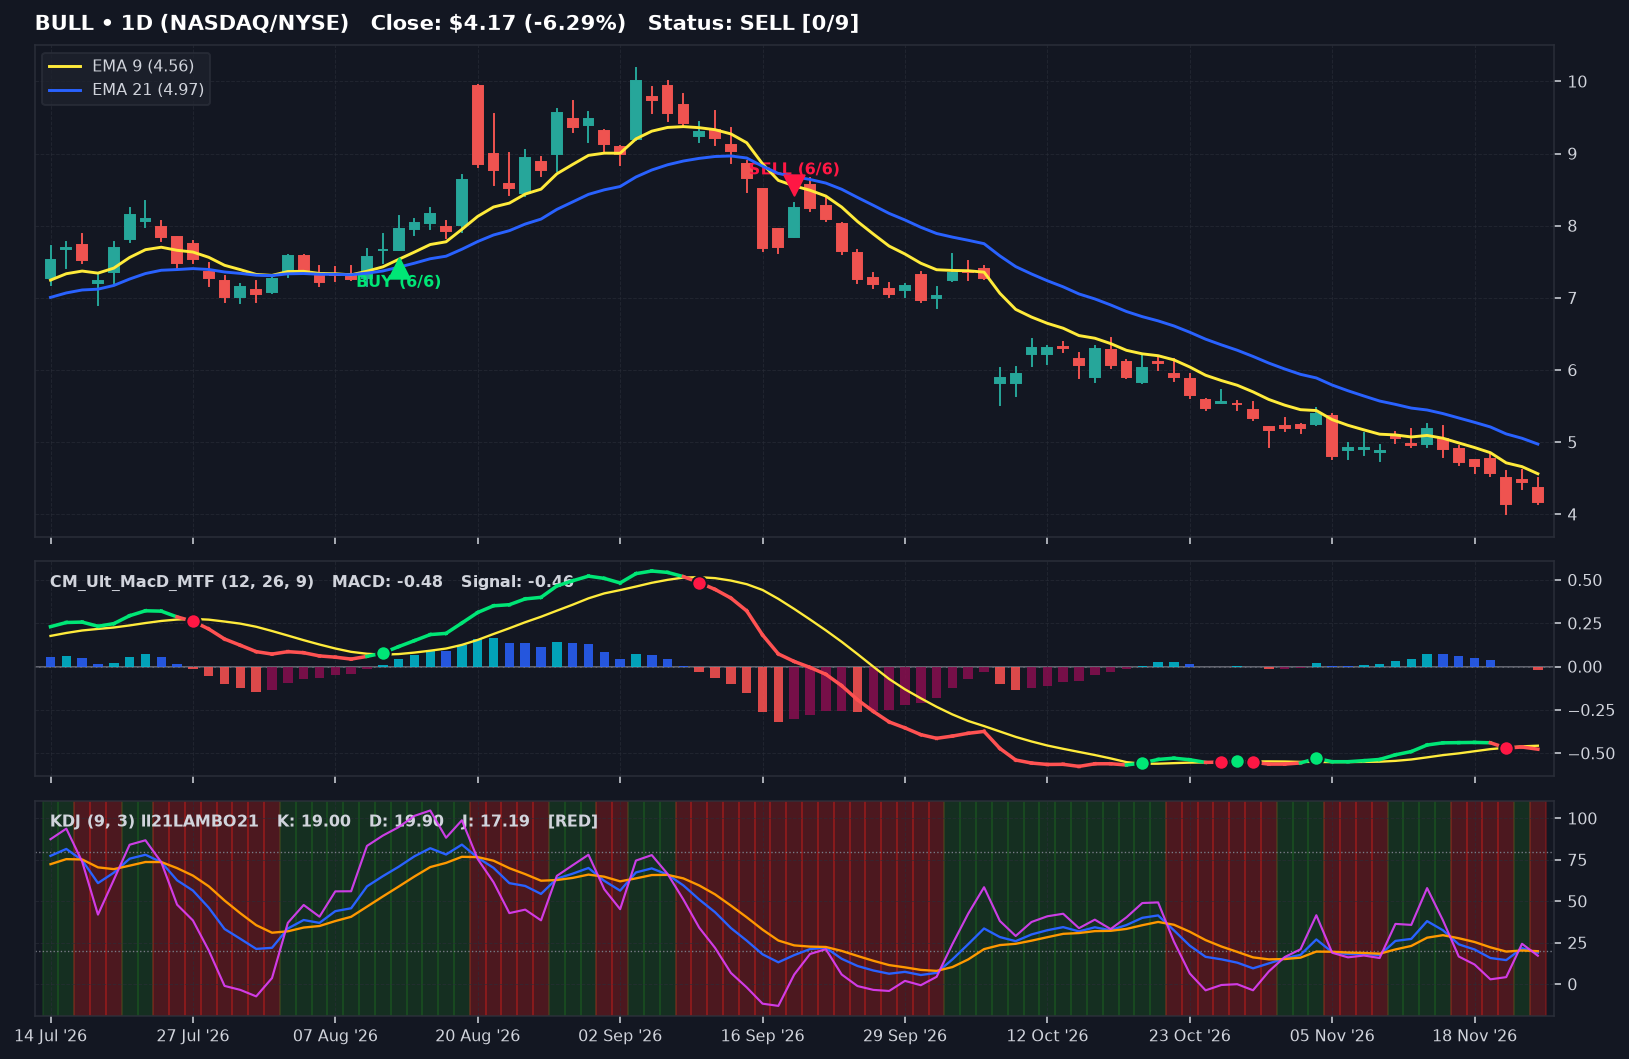 BULL • 1D (NASDAQ/NYSE)   Close: $4.17 (-6.29%)   Status: SELL [0/9]
EMA 9 (4.56)
EMA 21 (4.97)
10
9
8
7
6
5
4
SELL (6/6)
BUY (6/6)
CM_Ult_MacD_MTF (12, 26, 9)   MACD: -0.48   Signal: -0.46
0.50
0.25
0.00
−0.25
−0.50
KDJ (9, 3) ll21LAMBO21   K: 19.00   D: 19.90   J: 17.19   [RED]
100
75
50
25
0
14 Jul '26
27 Jul '26
07 Aug '26
20 Aug '26
02 Sep '26
16 Sep '26
29 Sep '26
12 Oct '26
23 Oct '26
05 Nov '26
18 Nov '26